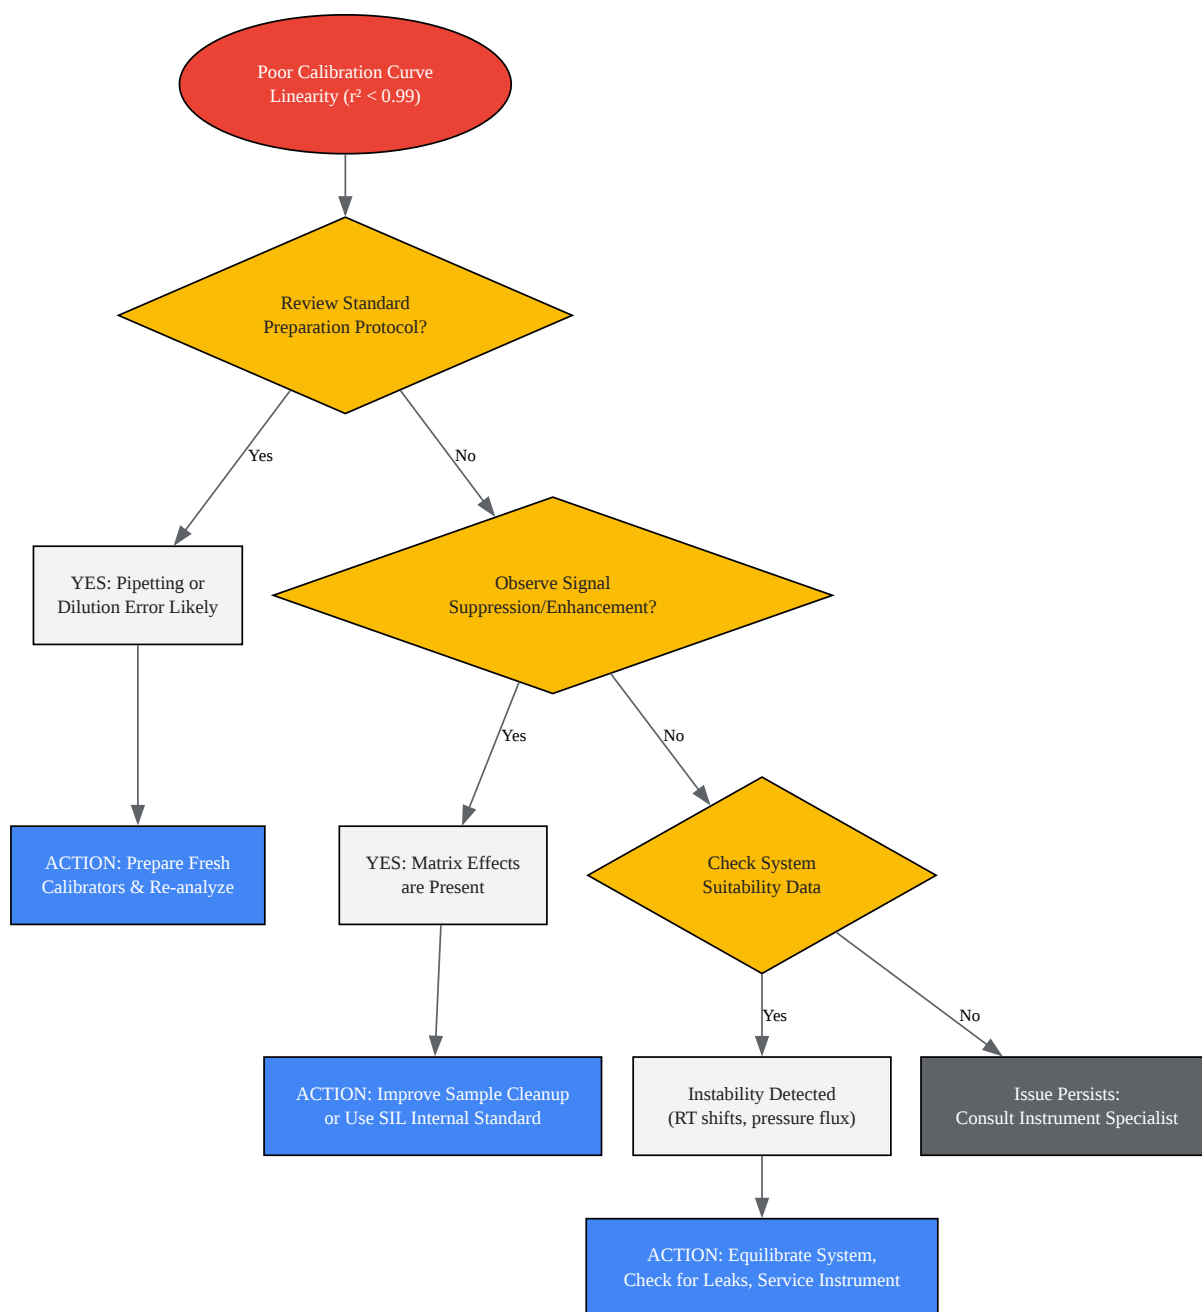 Poor Calibration Curve
Linearity (r² < 0.99)
Review Standard
Preparation Protocol?
Yes
No
YES: Pipetting or
Dilution Error Likely
Observe Signal
Suppression/Enhancement?
Yes
No
ACTION: Prepare Fresh
Calibrators & Re-analyze
YES: Matrix Effects
are Present
Check System
Suitability Data
Yes
No
ACTION: Improve Sample Cleanup
or Use SIL Internal Standard
Instability Detected
(RT shifts, pressure flux)
Issue Persists:
Consult Instrument Specialist
ACTION: Equilibrate System,
Check for Leaks, Service Instrument